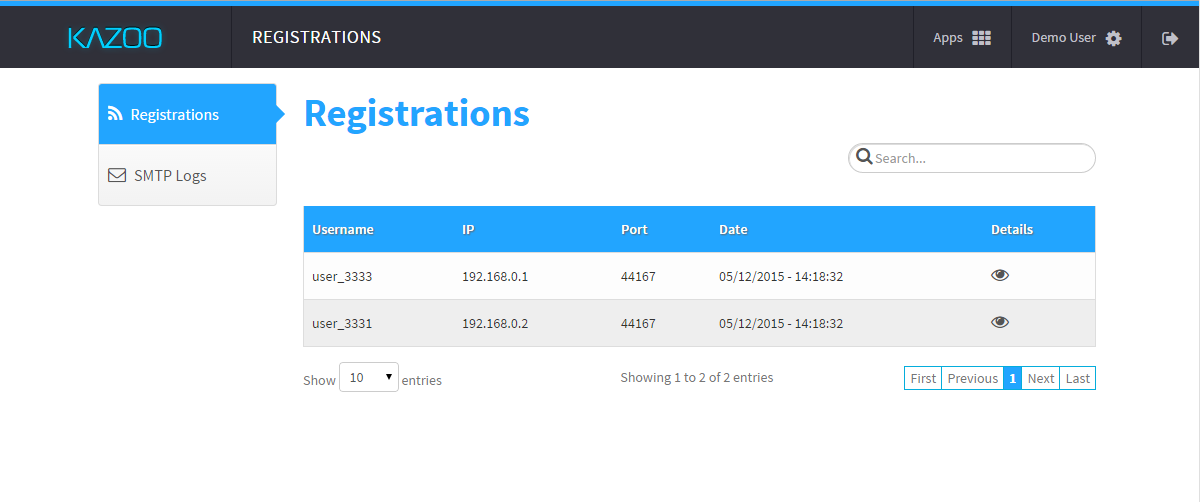 KAZOO REGISTRATIONS Apps Demo User
Registrations
SMTP Logs
Registrations
Search...
Username IP Port Date Details
user_3333 192.168.0.1 44167 05/12/2015 - 14:18:32
user_3331 192.168.0.2 44167 05/12/2015 - 14:18:32
Show 10 entries Showing 1 to 2 of 2 entries First Previous 1 Next Last